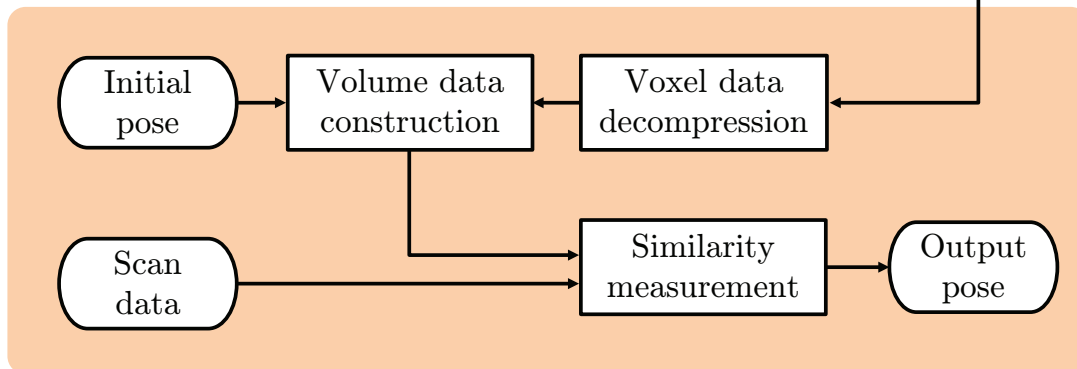 Initial
pose
Volume data
construction
Voxel data
decompression
Scan
data
Similarity
measurement
Output
pose